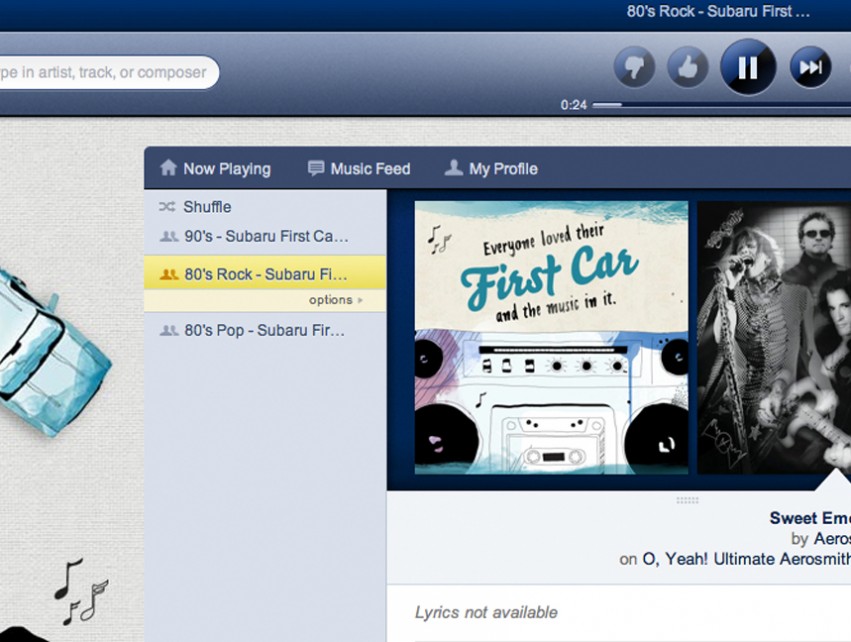 80's Rock - Subaru First ...
pe in artist, track, or composer
0:24
Now Playing Music Feed My Profile
Shuffle
90's - Subaru First Ca...
80's Rock - Subaru Fi...
options
80's Pop - Subaru Fir...
Everyone loved their
First Car
and the music in it.
Sweet Em
by Aeros
on O, Yeah! Ultimate Aerosmith
Lyrics not available